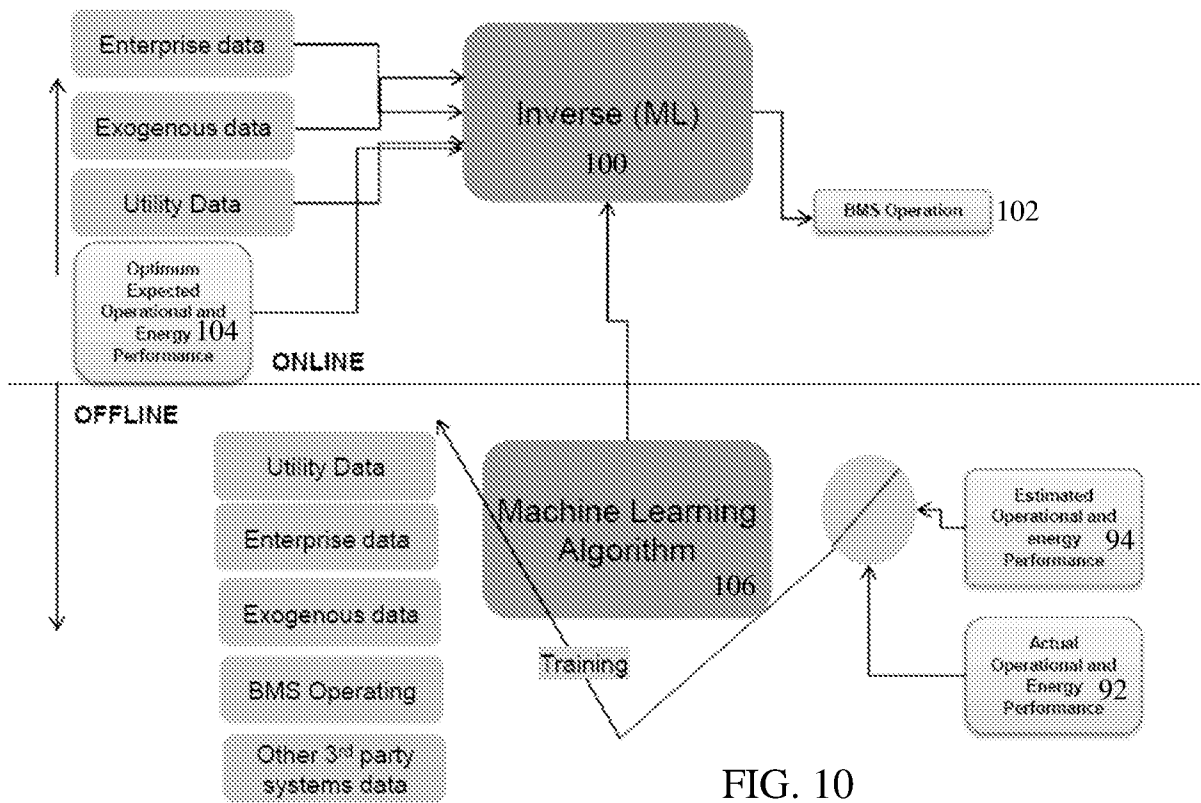 Enterprise data
Exogenous data
Utility Data
Optimum
Expected
Operational and
Energy 104
Performance
ONLINE
Inverse (ML)
100
BMS Operation 102
OFFLINE
Utility Data
Enterprise data
Exogenous data
BMS Operating
Other 3rd party
systems data
Machine Learning
Algorithm
106
Training
Estimated
Operational and
energy 94
Performance
Actual
Operational and
Energy 92
Performance
FIG. 10